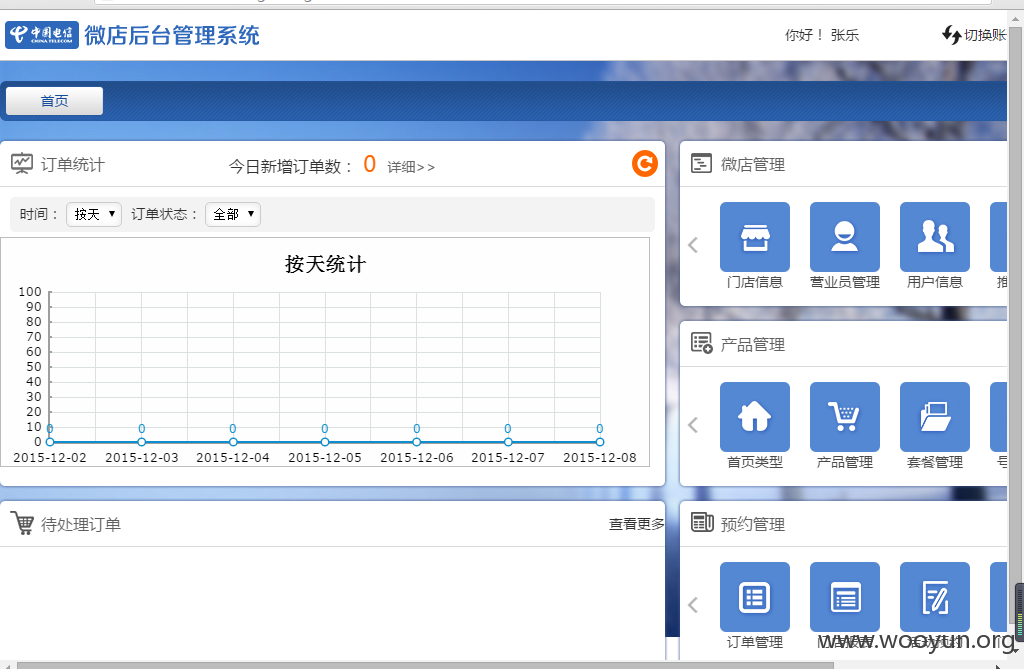 中国电信
CHINA TELECOM
微店后台管理系统
你好！ 张乐
切换账
首页
订单统计
今日新增订单数： 0 详细>>
时间： 按天 订单状态： 全部
按天统计
100
90
80
70
60
50
40
30
20
10
0
0 0 0 0 0 0 0
2015-12-02 2015-12-03 2015-12-04 2015-12-05 2015-12-06 2015-12-07 2015-12-08
待处理订单
查看更多
微店管理
门店信息 营业员管理 用户信息
产品管理
首页类型 产品管理 套餐管理
预约管理
订单管理
www.wooyun.org